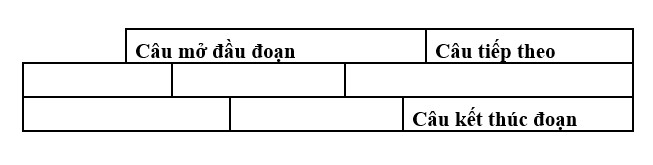 Câu mở đầu đoạn Câu tiếp theo
Câu kết thúc đoạn